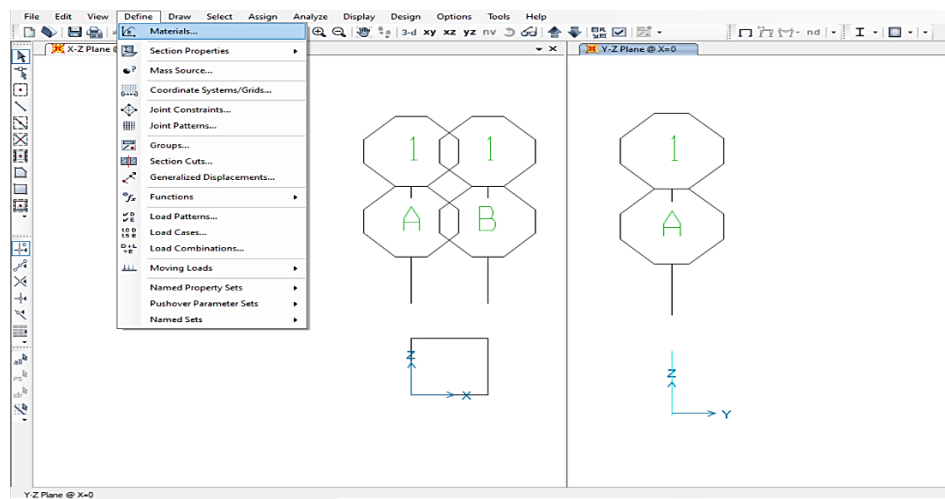 File Edit View Define Draw Select Assign Analyze Display Design Options Tools Help
3-d xy xz yz nv nd
X-Z Plane
Y-Z Plane @ X=0
Materials...
Section Properties
Mass Source...
Coordinate Systems/Grids...
Joint Constraints...
Joint Patterns...
Groups...
Section Cuts...
Generalized Displacements...
Functions
Load Patterns...
Load Cases...
Load Combinations...
Moving Loads
Named Property Sets
Pushover Parameter Sets
Named Sets
1 1
A B
Z
X
1
A
Z
Y
all
Y-Z Plane @ X=0